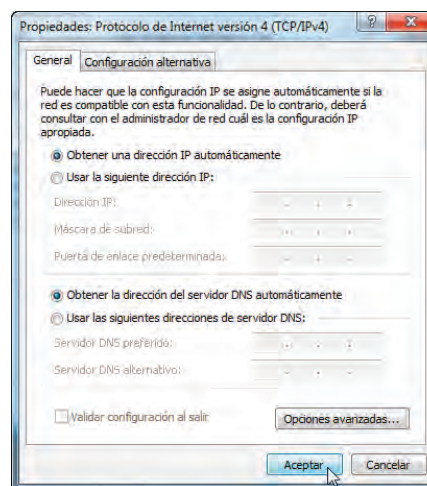 Propiedades: Protocolo de Internet versión 4 (TCP/IPv4)
General Configuración alternativa
Puede hacer que la configuración IP se asigne automáticamente si la
red es compatible con esta funcionalidad. De lo contrario, deberá
consultar con el administrador de red cuál es la configuración IP
apropiada.
Obtener una dirección IP automáticamente
Usar la siguiente dirección IP:
Dirección IP:
Máscara de subred:
Puerta de enlace predeterminada:
Obtener la dirección del servidor DNS automáticamente
Usar las siguientes direcciones de servidor DNS:
Servidor DNS preferido:
Servidor DNS alternativo:
Validar configuración al salir
Opciones avanzadas...
Aceptar Cancelar